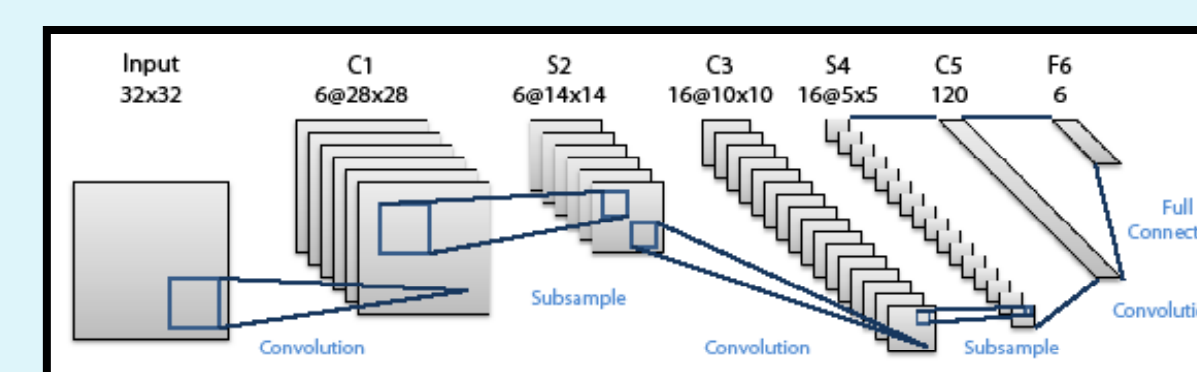 Input
32x32
C1
6@28x28
S2
6@14x14
C3
16@10x10
S4
16@5x5
C5
120
F6
6
Full
Subsample
Convolution
Convolution
Subsample